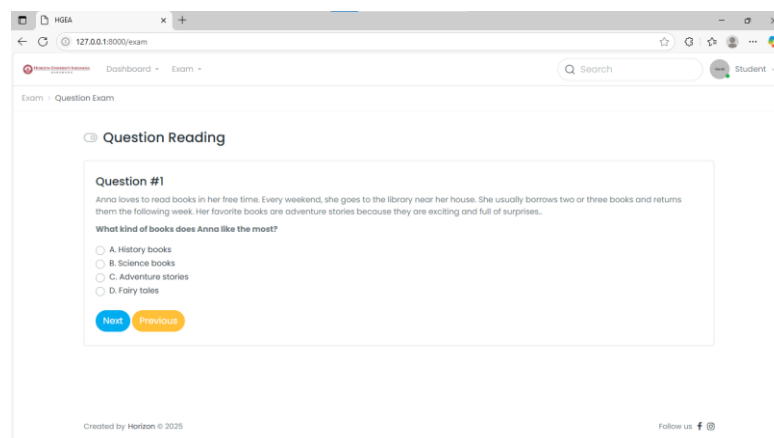 HGEA
127.0.0.1:8000/exam
HORIZON UNIVERSITY INDONESIA
Dashboard
Exam
Search
Student
Exam > Question Exam
Question Reading
Question #1
Anna loves to read books in her free time. Every weekend, she goes to the library near her house. She usually borrows two or three books and returns
them the following week. Her favorite books are adventure stories because they are exciting and full of surprises..
What kind of books does Anna like the most?
A. History books
B. Science books
C. Adventure stories
D. Fairy tales
Next Previous
Created by Horizon © 2025
Follow us